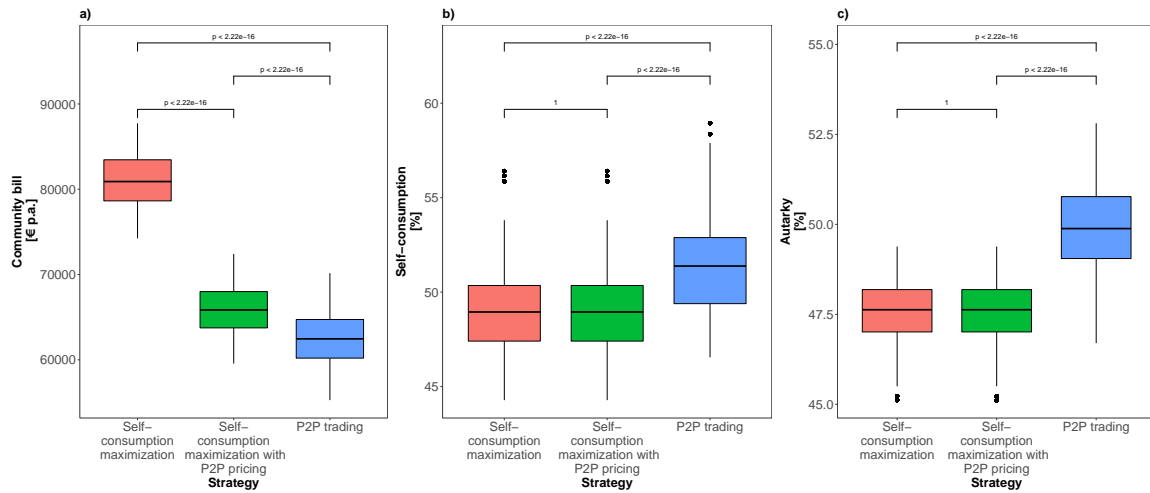 a)
p < 2.22e−16
p < 2.22e−16
p < 2.22e−16
90000
80000
70000
60000
Community bill
[€ p.a.]
Self−
consumption
maximization
Self−
consumption
maximization with
P2P pricing
P2P trading
Strategy
b)
p < 2.22e−16
p < 2.22e−16
1
60
55
50
45
Self−consumption
[%]
Self−
consumption
maximization
Self−
consumption
maximization with
P2P pricing
P2P trading
Strategy
c)
p < 2.22e−16
p < 2.22e−16
1
55.0
52.5
50.0
47.5
45.0
Autarky
[%]
Self−
consumption
maximization
Self−
consumption
maximization with
P2P pricing
P2P trading
Strategy